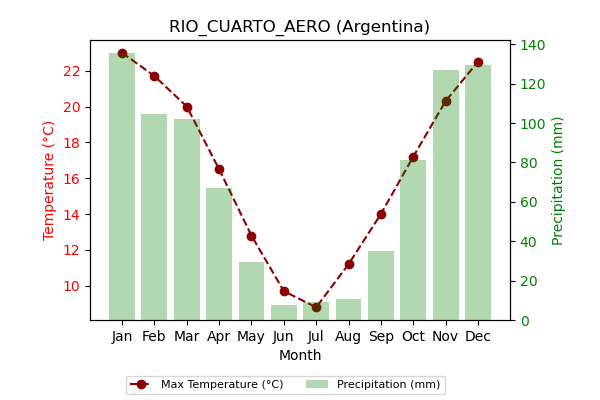 RIO_CUARTO_AERO (Argentina)
Temperature (°C)
22
20
18
16
14
12
10
140
120
100
80
60
40
20
0
Precipitation (mm)
Jan Feb Mar Apr May Jun Jul Aug Sep Oct Nov Dec
Month
Max Temperature (°C) Precipitation (mm)